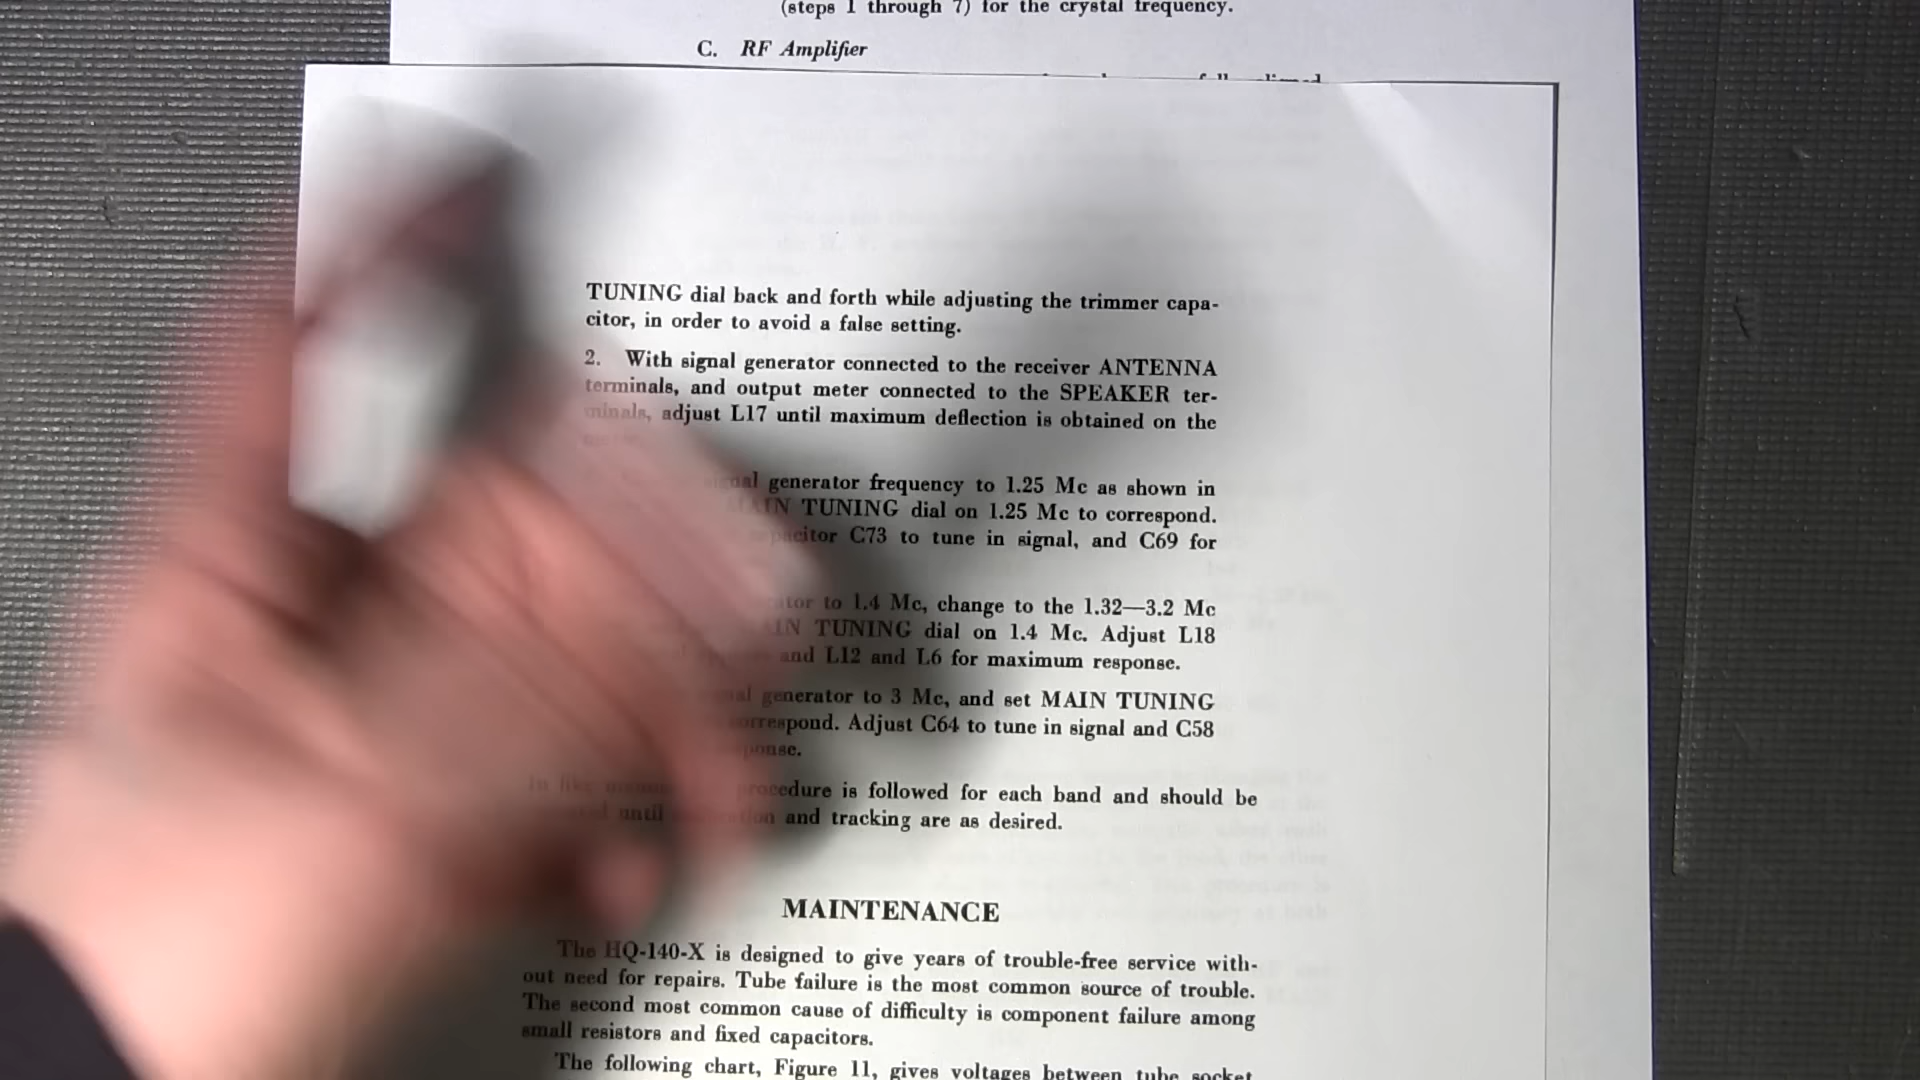 (steps 1 through 7) for the crystal frequency.
C. RF Amplifier
TUNING dial back and forth while adjusting the trimmer capa-
citor, in order to avoid a false setting.
2. With signal generator connected to the receiver ANTENNA
terminals, and output meter connected to the SPEAKER ter-
minals, adjust L17 until maximum deflection is obtained on the
generator frequency to 1.25 Mc as shown in
TUNING dial on 1.25 Mc to correspond.
C73 to tune in signal, and C69 for
to 1.4 Mc, change to the 1.32—3.2 Mc
TUNING dial on 1.4 Mc. Adjust L18
and L12 and L6 for maximum response.
generator to 3 Mc, and set MAIN TUNING
correspond. Adjust C64 to tune in signal and C58
procedure is followed for each band and should be
until and tracking are as desired.
MAINTENANCE
The HQ-140-X is designed to give years of trouble-free service with-
out need for repairs. Tube failure is the most common source of trouble.
The second most common cause of difficulty is component failure among
small resistors and fixed capacitors.
The following chart, Figure 11, gives voltages between tube socket